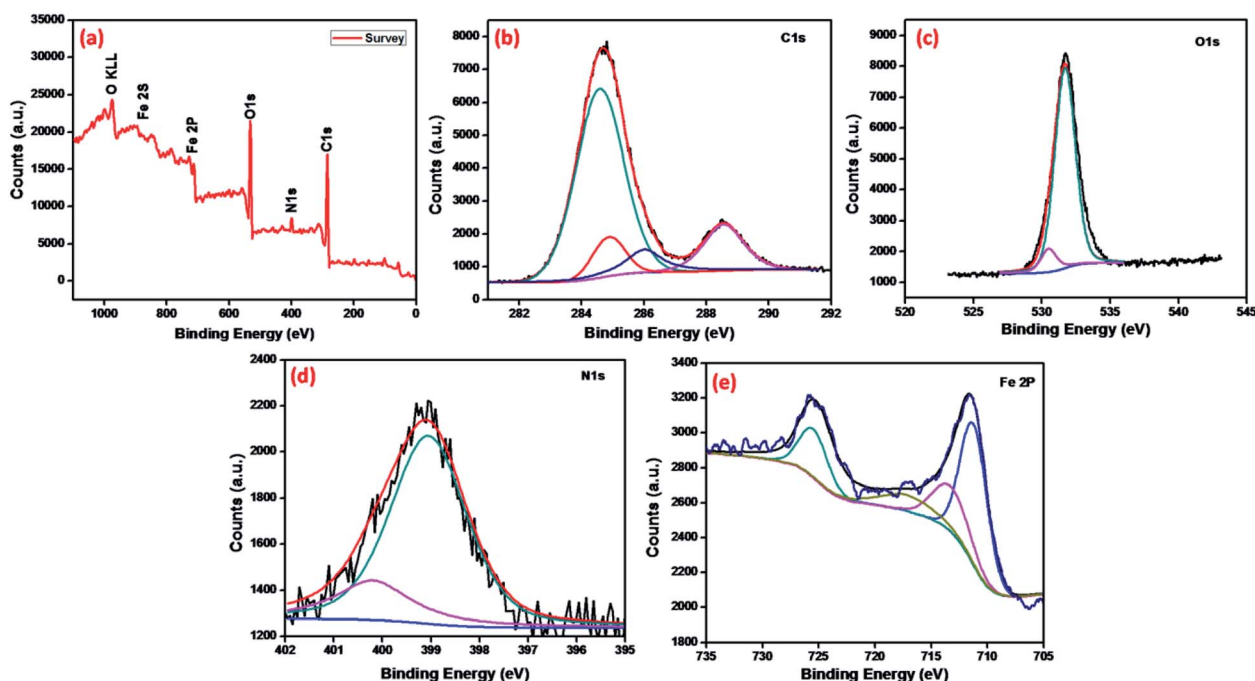 (a)
Survey
35000
30000
25000
20000
15000
10000
5000
0
O KLL
Fe 2S
Fe 2P
O1s
N1s
C1s
1000 800 600 400 200 0
Counts (a.u.)
Binding Energy (eV)
(b)
C1s
8000
7000
6000
5000
4000
3000
2000
1000
0
282 284 286 288 290 292
Counts (a.u.)
Binding Energy (eV)
(c)
O1s
9000
8000
7000
6000
5000
4000
3000
2000
1000
520 525 530 535 540 545
Counts (a.u.)
Binding Energy (eV)
(d)
N1s
2400
2200
2000
1800
1600
1400
1200
402 401 400 399 398 397 396 395
Counts (a.u.)
Binding Energy (eV)
(e)
Fe 2P
3400
3200
3000
2800
2600
2400
2200
2000
1800
735 730 725 720 715 710 705
Counts (a.u.)
Binding Energy (eV)